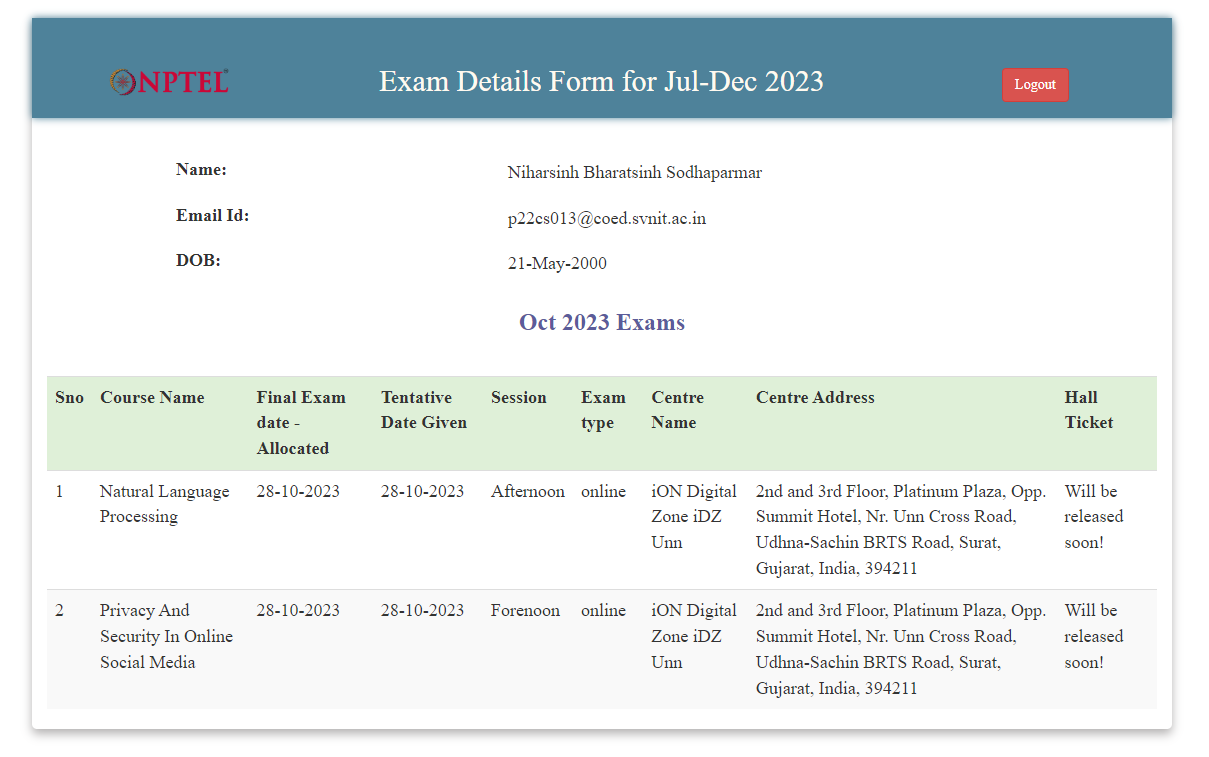 NPTEL
Exam Details Form for Jul-Dec 2023
Logout
Name:
Niharsinh Bharatsinh Sodhaparmar
Email Id:
p22cs013@coed.svnit.ac.in
DOB:
21-May-2000
Oct 2023 Exams
Sno Course Name Final Exam Tentative Session Exam Centre Centre Address Hall
date - Date Given type Name Ticket
Allocated
1 Natural Language 28-10-2023 28-10-2023 Afternoon online iON Digital 2nd and 3rd Floor, Platinum Plaza, Opp. Will be
Processing Zone iDZ Summit Hotel, Nr. Unn Cross Road, released
Unn Udhna-Sachin BRTS Road, Surat, soon!
Gujarat, India, 394211
2 Privacy And 28-10-2023 28-10-2023 Forenoon online iON Digital 2nd and 3rd Floor, Platinum Plaza, Opp. Will be
Security In Online Zone iDZ Summit Hotel, Nr. Unn Cross Road, released
Social Media Unn Udhna-Sachin BRTS Road, Surat, soon!
Gujarat, India, 394211